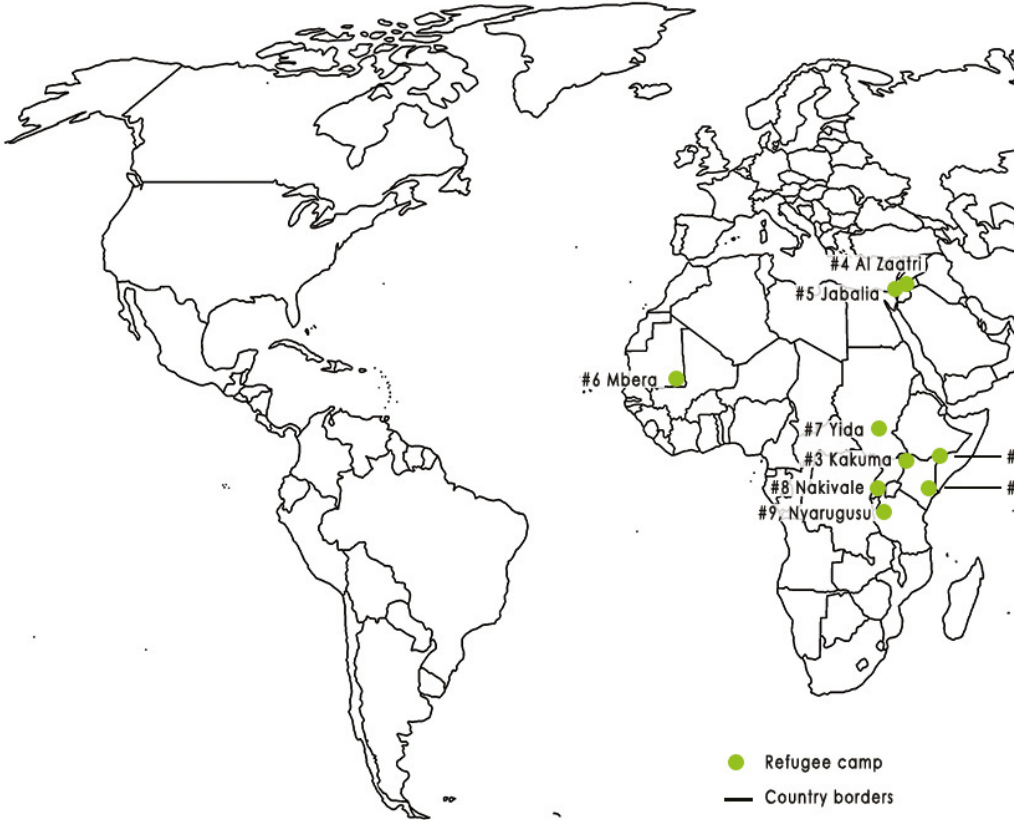 #4 Al Zaatri
#5 Jabalia
#6 Mbera
#7 Yida
#3 Kakuma
#
#8 Nakivale
#
#9, Nyarugusu
Refugee camp
Country borders